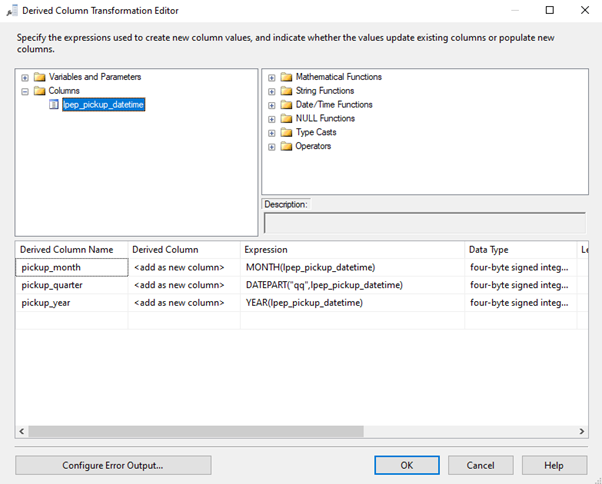 Derived Column Transformation Editor
Specify the expressions used to create new column values, and indicate whether the values update existing columns or populate new
columns.
Variables and Parameters
Columns
lpep_pickup_datetime
Mathematical Functions
String Functions
Date/Time Functions
NULL Functions
Type Casts
Operators
Description:
Derived Column Name Derived Column Expression Data Type Le
pickup_month <add as new column> MONTH(lpep_pickup_datetime) four-byte signed integ...
pickup_quarter <add as new column> DATEPART("qq",lpep_pickup_datetime) four-byte signed integ...
pickup_year <add as new column> YEAR(lpep_pickup_datetime) four-byte signed integ...
Configure Error Output... OK Cancel Help